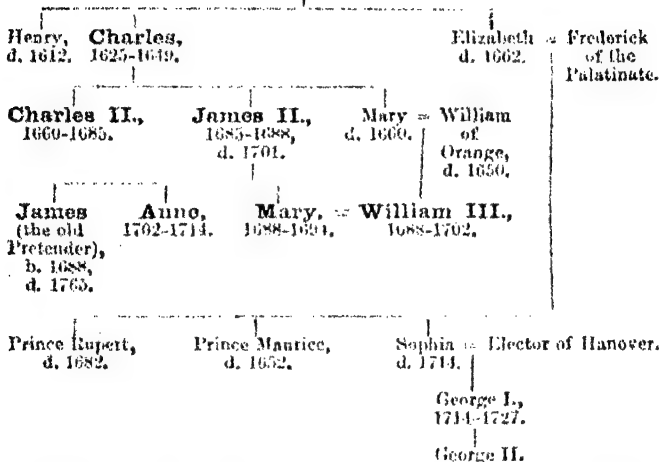 Henry, Charles, Elizabeth = Frederick
d. 1612. 1625-1649. d. 1662. of the
Palatinate.
Charles II., James II., Mary = William
1660-1685. 1685-1688, d. 1660. of
d. 1701. Orange,
d. 1650.
James Anne, Mary, = William III.,
(the old 1702-1714. 1688-1694. 1688-1702.
Pretender),
b. 1688,
d. 1765.
Prince Rupert, Prince Maurice, Sophia = Elector of Hanover.
d. 1682. d. 1652. d. 1714.
George I.,
1714-1727.
George II.